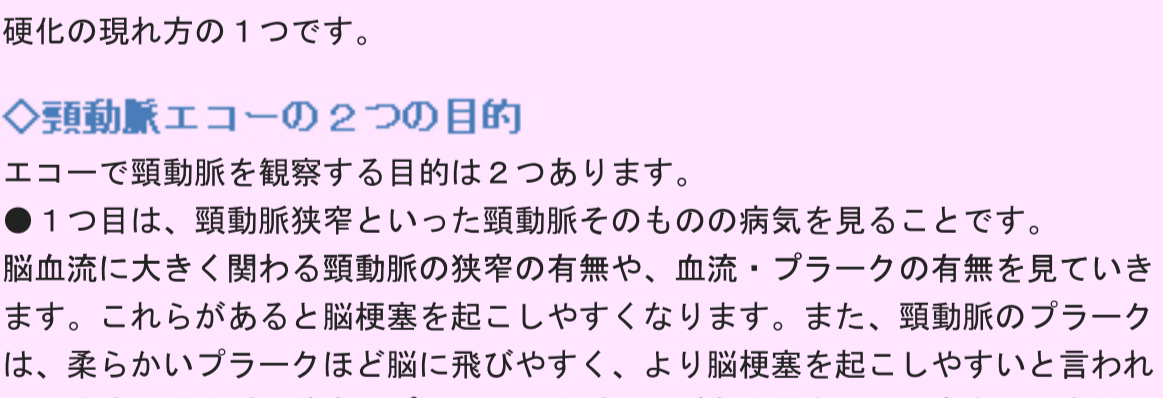 硬化の現れ方の１つです。
◇頸動脈エコーの２つの目的
エコーで頸動脈を観察する目的は２つあります。
●１つ目は、頸動脈狭窄といった頸動脈そのものの病気を見ることです。
脳血流に大きく関わる頸動脈の狭窄の有無や、血流・プラークの有無を見ていき
ます。これらがあると脳梗塞を起こしやすくなります。また、頸動脈のプラーク
は、柔らかいプラークほど脳に飛びやすく、より脳梗塞を起こしやすいと言われ